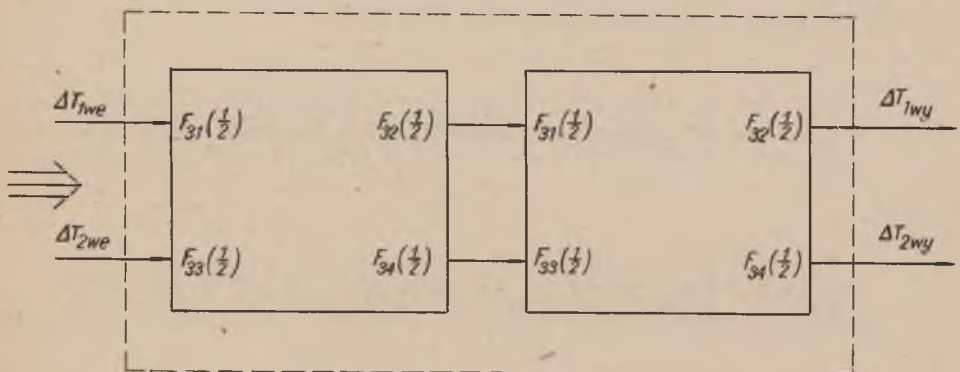 ΔT1we F31(1/2) F32(1/2) F31(1/2) F32(1/2) ΔT1wy
ΔT2we F33(1/2) F34(1/2) F33(1/2) F34(1/2) ΔT2wy